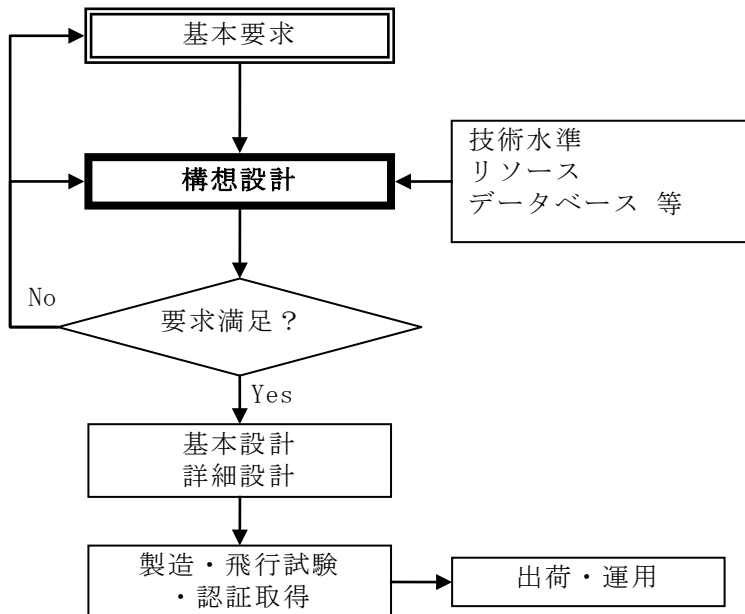 基本要求
構想設計
技術水準
リソース
データベース 等
No
要求満足？
Yes
基本設計
詳細設計
製造・飛行試験
・認証取得
出荷・運用